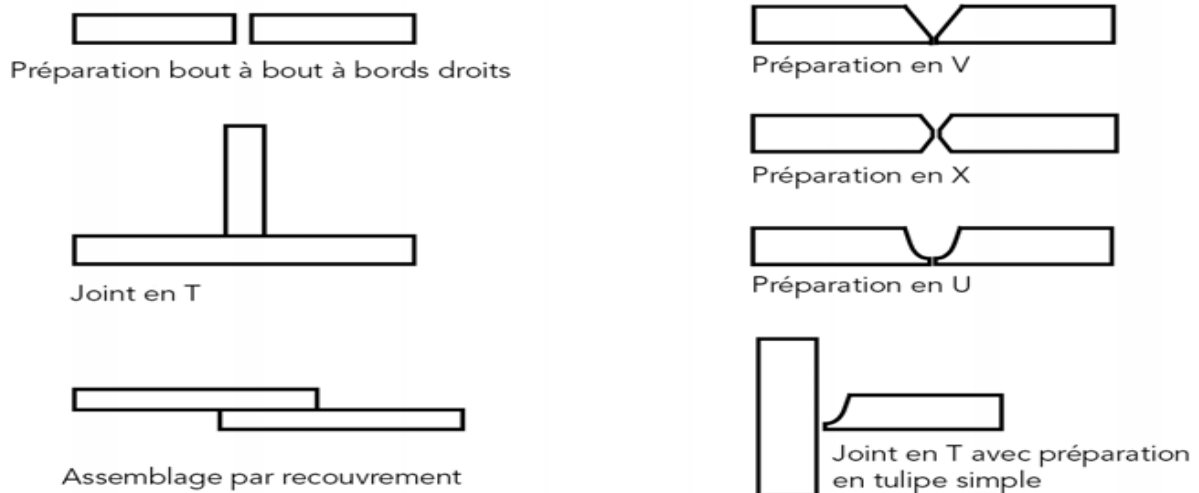 Préparation bout à bout à bords droits
Joint en T
Assemblage par recouvrement
Préparation en V
Préparation en X
Préparation en U
Joint en T avec préparation
en tulipe simple